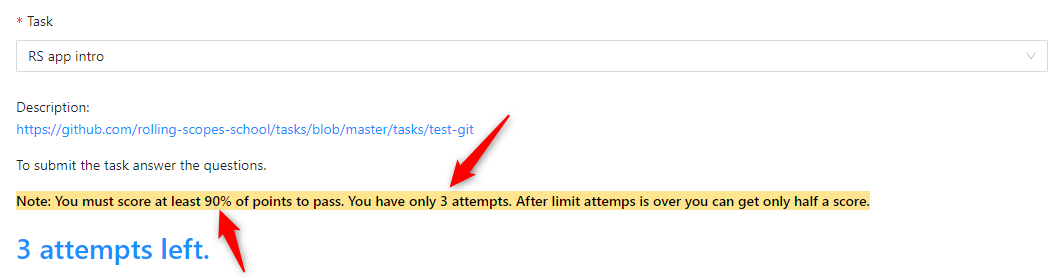 * Task
RS app intro
Description:
https://github.com/rolling-scopes-school/tasks/blob/master/tasks/test-git
To submit the task answer the questions.
Note: You must score at least 90% of points to pass. You have only 3 attempts. After limit attemps is over you can get only half a score.
3 attempts left.